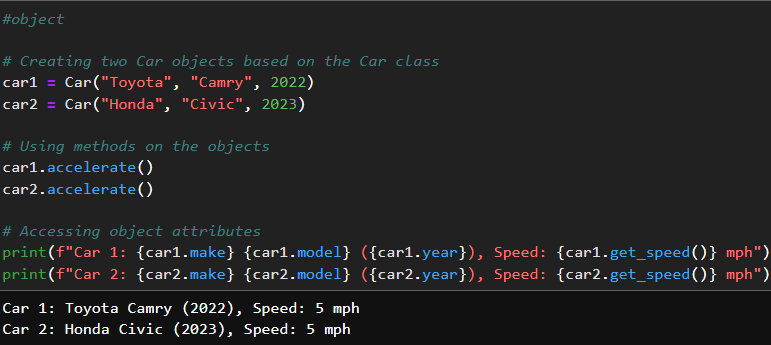 #object
# Creating two Car objects based on the Car class
car1 = Car("Toyota", "Camry", 2022)
car2 = Car("Honda", "Civic", 2023)
# Using methods on the objects
car1.accelerate()
car2.accelerate()
# Accessing object attributes
print(f"Car 1: {car1.make} {car1.model} ({car1.year}), Speed: {car1.get_speed()} mph")
print(f"Car 2: {car2.make} {car2.model} ({car2.year}), Speed: {car2.get_speed()} mph")
Car 1: Toyota Camry (2022), Speed: 5 mph
Car 2: Honda Civic (2023), Speed: 5 mph